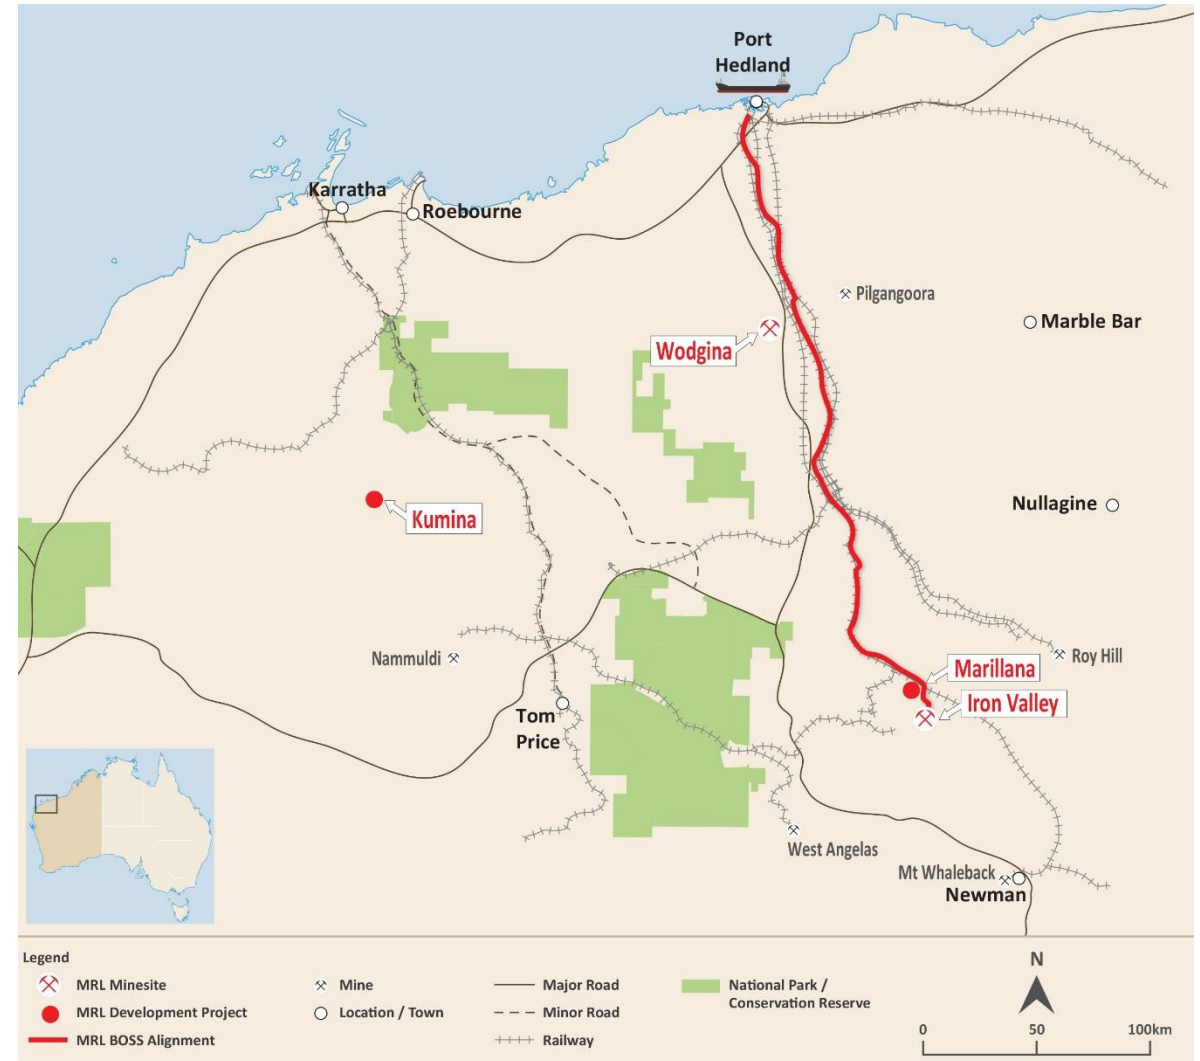 Port
Hedland
Karratha
Roebourne
Pilgangoora
Marble Bar
Wodgina
Nullagine
Kumina
Nammuldi
Roy Hill
Marillana
Iron Valley
Tom
Price
West Angelas
Mt Whaleback
Newman
Legend
MRL Minesite
MRL Development Project
MRL BOSS Alignment
Mine
Location / Town
Major Road
Minor Road
Railway
National Park /
Conservation Reserve
N
0 50 100km